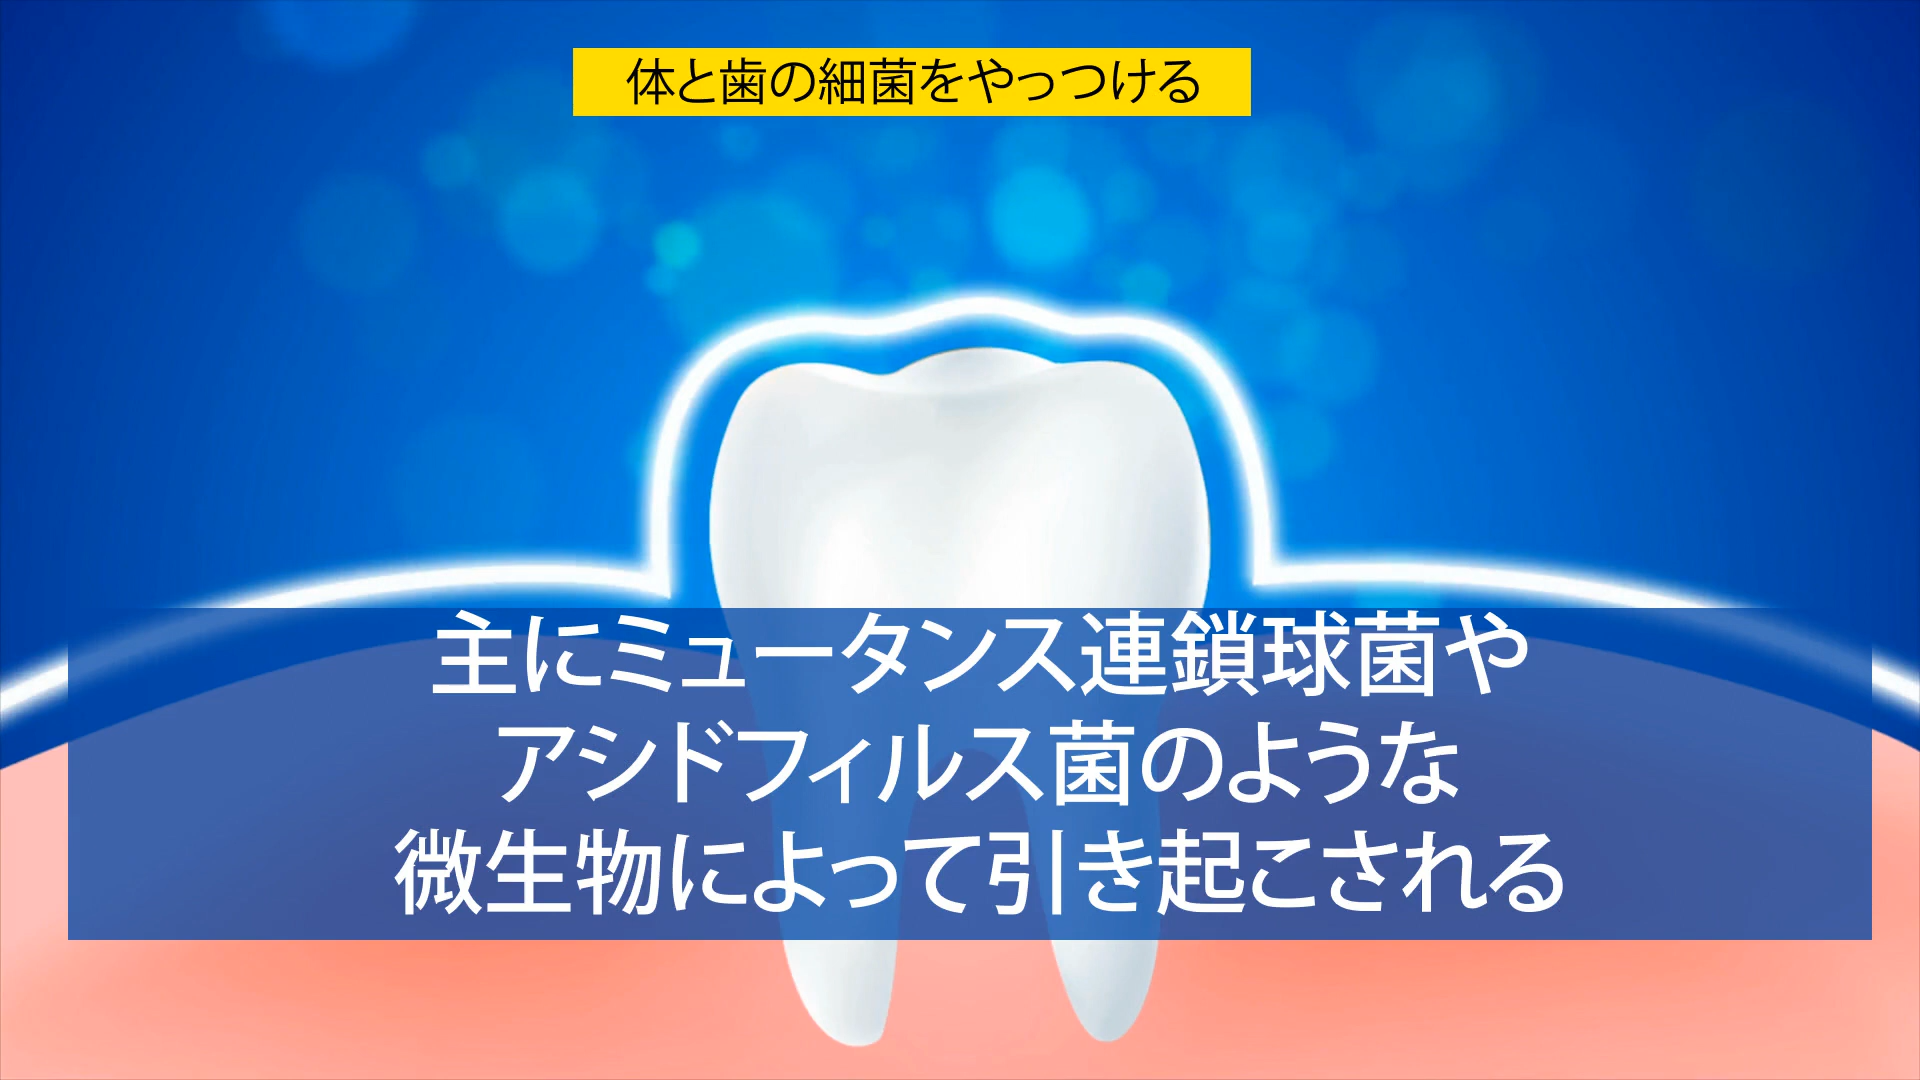 体と歯の細菌をやっつける
主にミュータンス連鎖球菌や
アシドフィルス菌のような
微生物によって引き起こされる